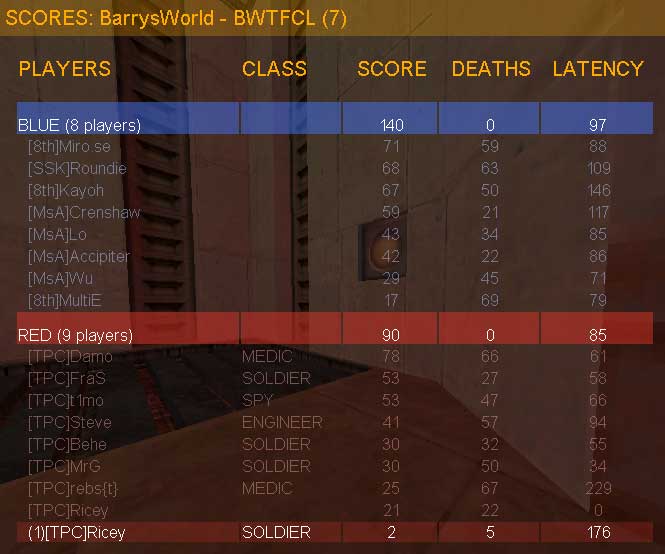 SCORES: BarrysWorld - BWTFCL (7)
PLAYERS CLASS SCORE DEATHS LATENCY
BLUE (8 players) 140 0 97
[8th]Miro.se 71 59 88
[SSK]Roundie 68 63 109
[8th]Kayoh 67 50 146
[MsA]Crenshaw 59 21 117
[MsA]Lo 43 34 85
[MsA]Accipiter 42 22 86
[MsA]Wu 29 45 71
[8th]MultiE 17 69 79
RED (9 players) 90 0 85
[TPC]Damo MEDIC 78 66 61
[TPC]FraS SOLDIER 53 27 58
[TPC]t1mo SPY 53 47 66
[TPC]Steve ENGINEER 41 57 94
[TPC]Behe SOLDIER 30 32 55
[TPC]MrG SOLDIER 30 50 34
[TPC]rebs{t} MEDIC 25 67 229
[TPC]Ricey 21 22 0
(1)[TPC]Ricey SOLDIER 2 5 176